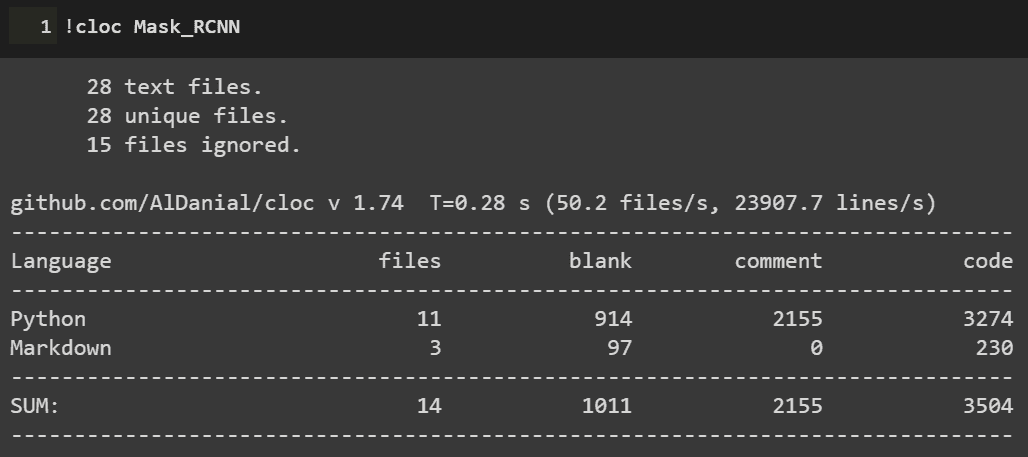 1 !cloc Mask_RCNN
28 text files.
28 unique files.
15 files ignored.
github.com/AlDanial/cloc v 1.74  T=0.28 s (50.2 files/s, 23907.7 lines/s)
-------------------------------------------------------------------------------
Language                     files          blank        comment           code
-------------------------------------------------------------------------------
Python                          11            914           2155           3274
Markdown                         3             97              0            230
-------------------------------------------------------------------------------
SUM:                            14           1011           2155           3504
-------------------------------------------------------------------------------